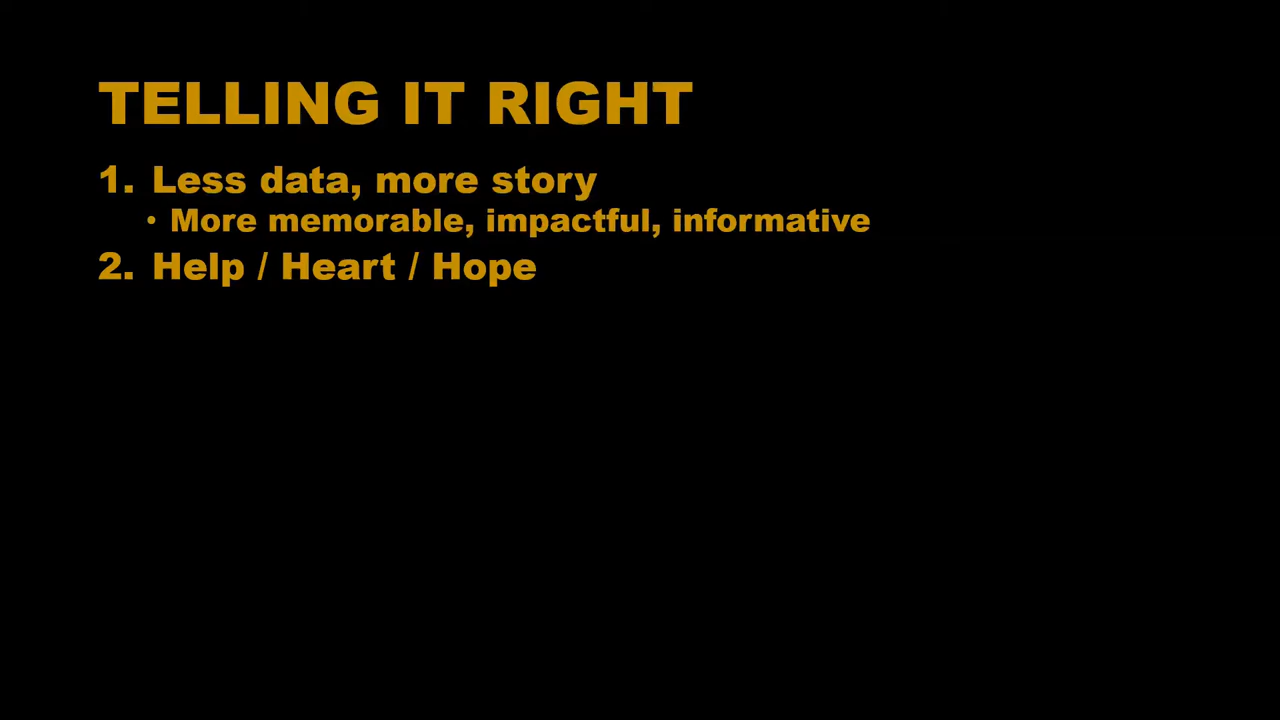 TELLING IT RIGHT
1. Less data, more story
• More memorable, impactful, informative
2. Help / Heart / Hope